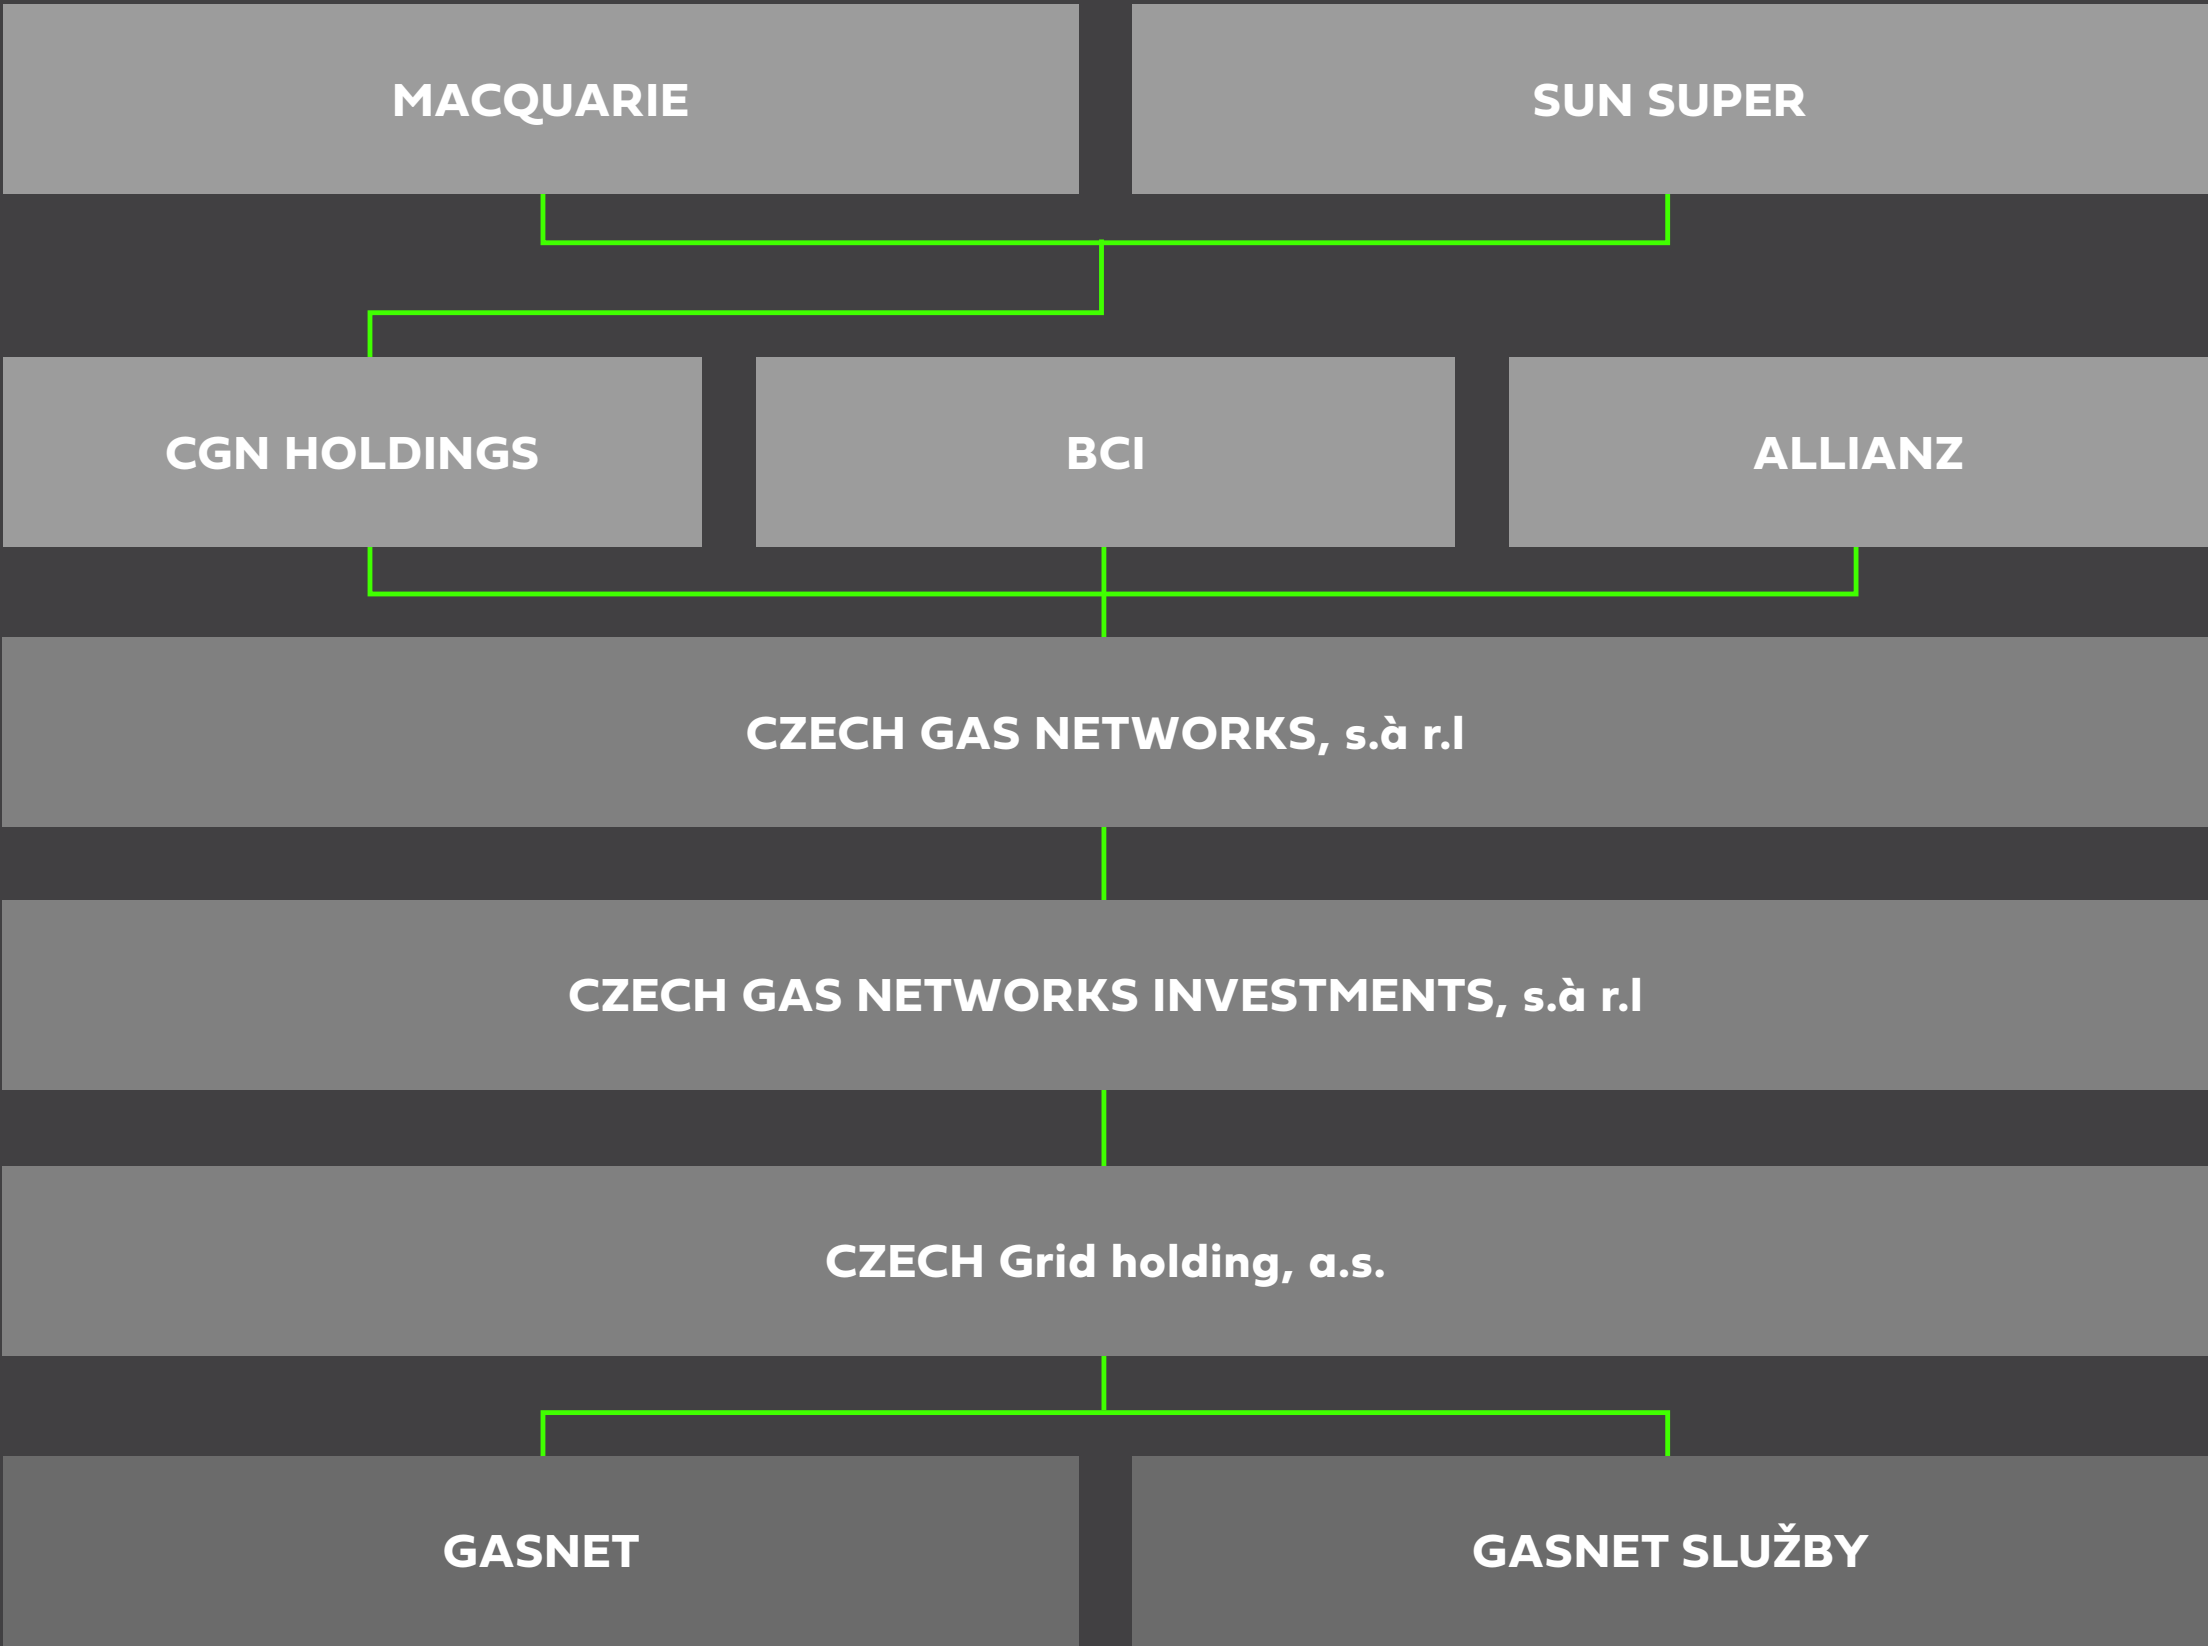 MACQUARIE
SUN SUPER
CGN HOLDINGS
BCI
ALLIANZ
CZECH GAS NETWORKS, s.à r.l
CZECH GAS NETWORKS INVESTMENTS, s.à r.l
CZECH Grid holding, a.s.
GASNET
GASNET SLUŽBY